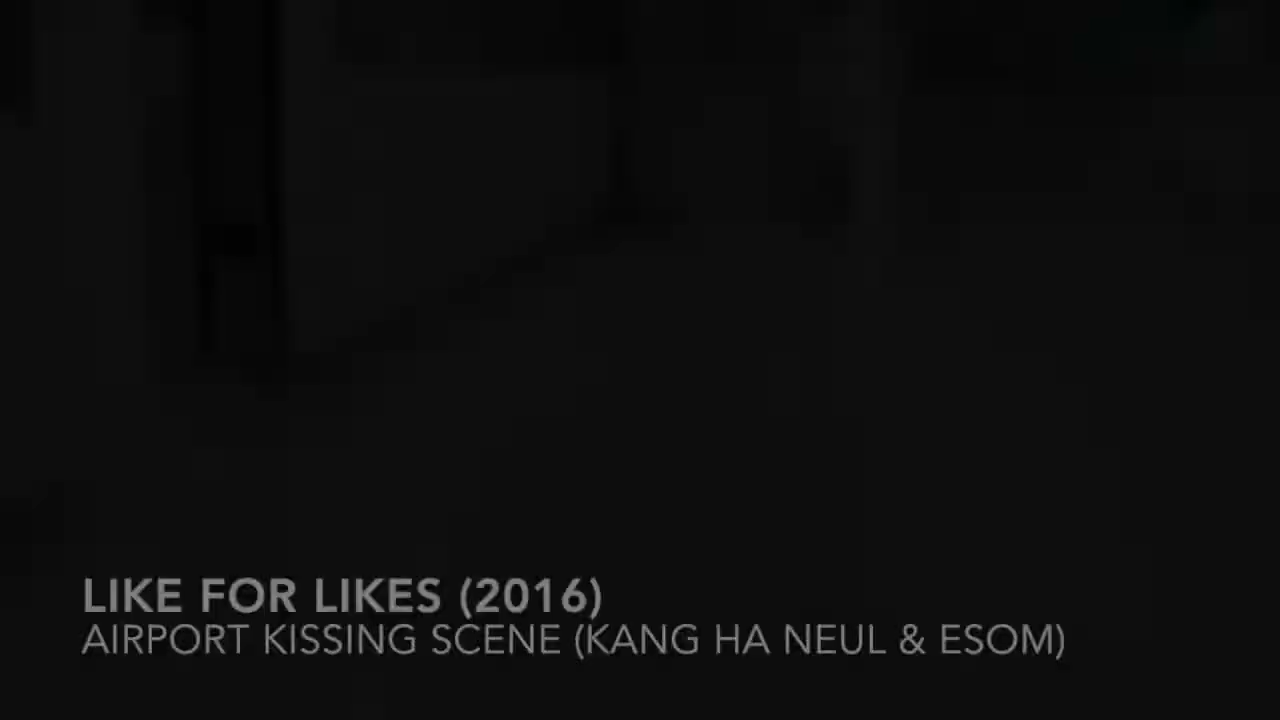 LIKE FOR LIKES (2016)
AIRPORT KISSING SCENE (KANG HA NEUL & ESOM)